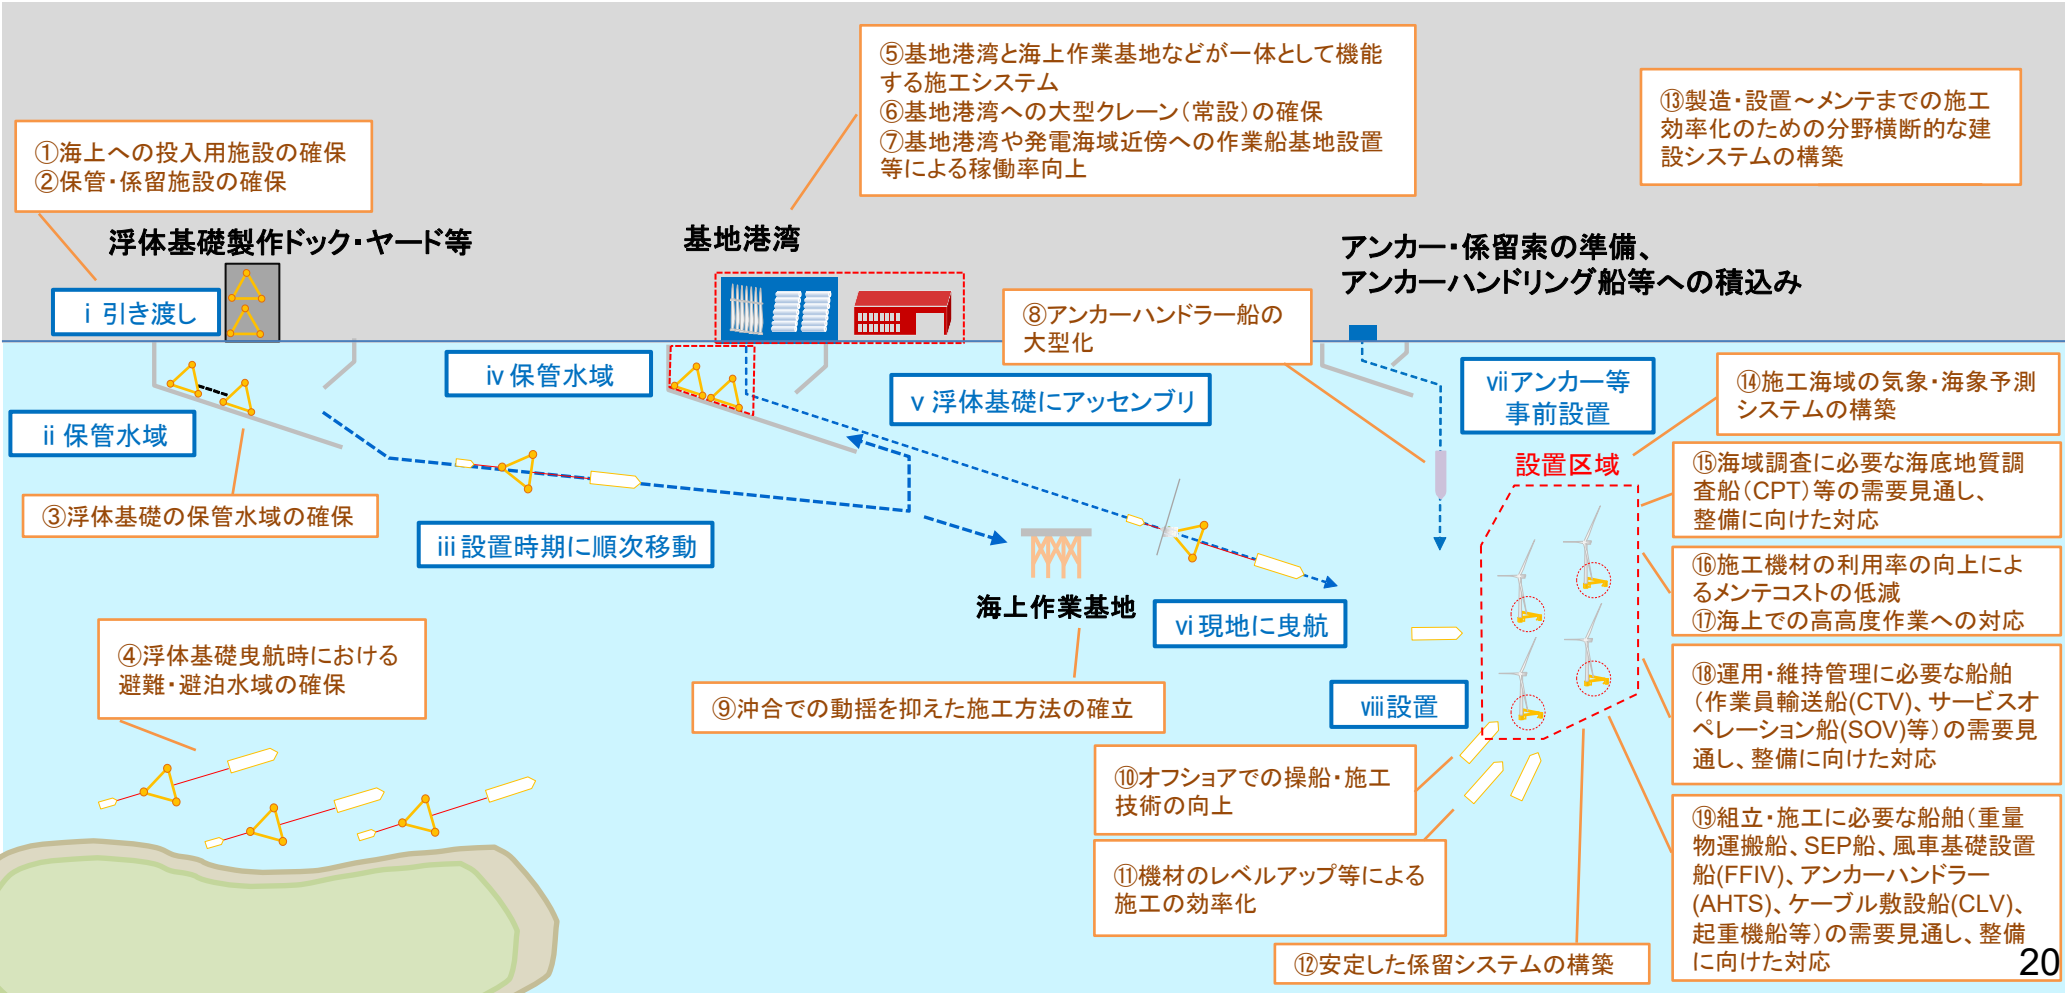 ⑤基地港湾と海上作業基地などが一体として機能
する施工システム
⑥基地港湾への大型クレーン（常設）の確保
⑦基地港湾や発電海域近傍への作業船基地設置
等による稼働率向上
⑬製造・設置～メンテまでの施工
効率化のための分野横断的な建
設システムの構築
①海上への投入用施設の確保
②保管・係留施設の確保
浮体基礎製作ドック・ヤード等
基地港湾
アンカー・係留索の準備、
アンカーハンドリング船等への積込み
ⅰ 引き渡し
⑧アンカーハンドラー船の
大型化
ⅳ 保管水域
ⅴ 浮体基礎にアッセンブリ
ⅶ アンカー等
事前設置
⑭施工海域の気象・海象予測
システムの構築
ⅱ 保管水域
設置区域
⑮海域調査に必要な海底地質調
査船（CPT）等の需要見通し、
整備に向けた対応
③浮体基礎の保管水域の確保
ⅲ 設置時期に順次移動
海上作業基地
ⅵ 現地に曳航
⑯施工機材の利用率の向上によ
るメンテコストの低減
⑰海上での高高度作業への対応
④浮体基礎曳航時における
避難・避泊水域の確保
⑨沖合での動揺を抑えた施工方法の確立
ⅷ 設置
⑱運用・維持管理に必要な船舶
（作業員輸送船(CTV)、サービスオ
ペレーション船(SOV)等）の需要見
通し、整備に向けた対応
⑩オフショアでの操船・施工
技術の向上
⑪機材のレベルアップ等による
施工の効率化
⑫安定した係留システムの構築
⑲組立・施工に必要な船舶（重量
物運搬船、SEP船、風車基礎設置
船(FFIV)、アンカーハンドラー
(AHTS)、ケーブル敷設船(CLV)、
起重機船等）の需要見通し、整備
に向けた対応
20